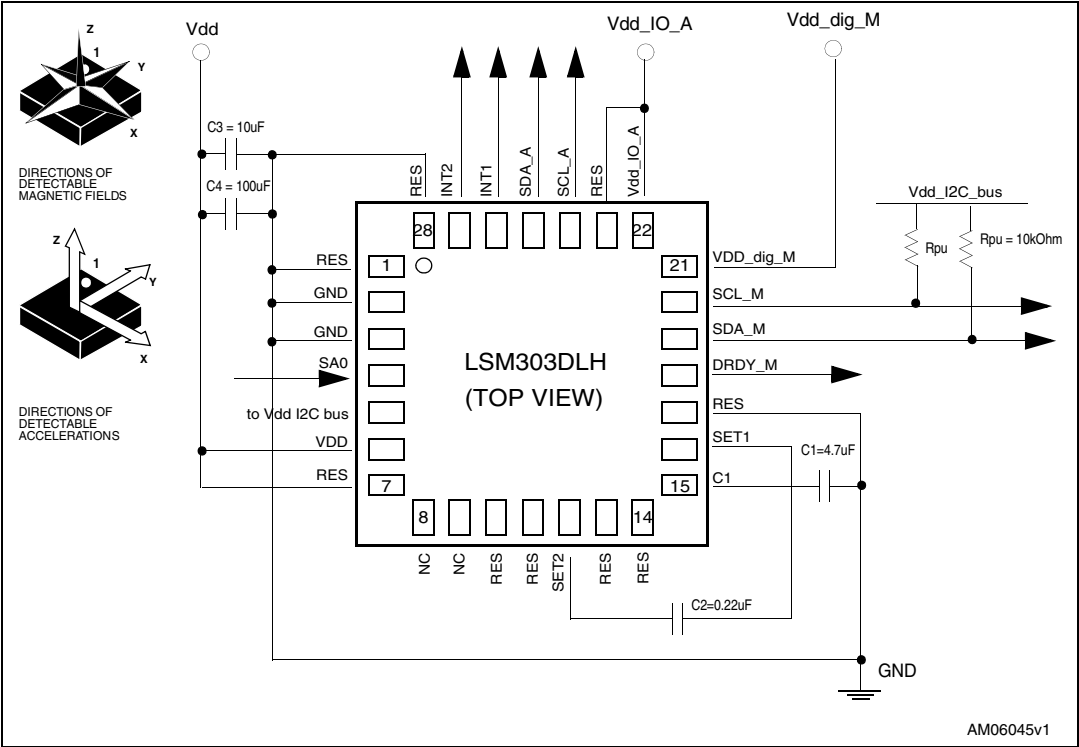 Vdd
Vdd_IO_A
Vdd_dig_M
Z
1
Y
X
DIRECTIONS OF
DETECTABLE
MAGNETIC FIELDS
C3 = 10uF
C4 = 100uF
RES
INT2
INT1
SDA_A
SCL_A
RES
Vdd_IO_A
28
22
Z
1
Y
X
DIRECTIONS OF
DETECTABLE
ACCELERATIONS
RES
GND
GND
SA0
to Vdd I2C bus
VDD
RES
1
7
LSM303DLH
(TOP VIEW)
21
15
VDD_dig_M
SCL_M
SDA_M
DRDY_M
RES
SET1
C1
Vdd_I2C_bus
Rpu
Rpu = 10kOhm
C1=4.7uF
8
14
NC
NC
RES
RES
SET2
RES
RES
C2=0.22uF
GND
AM06045v1